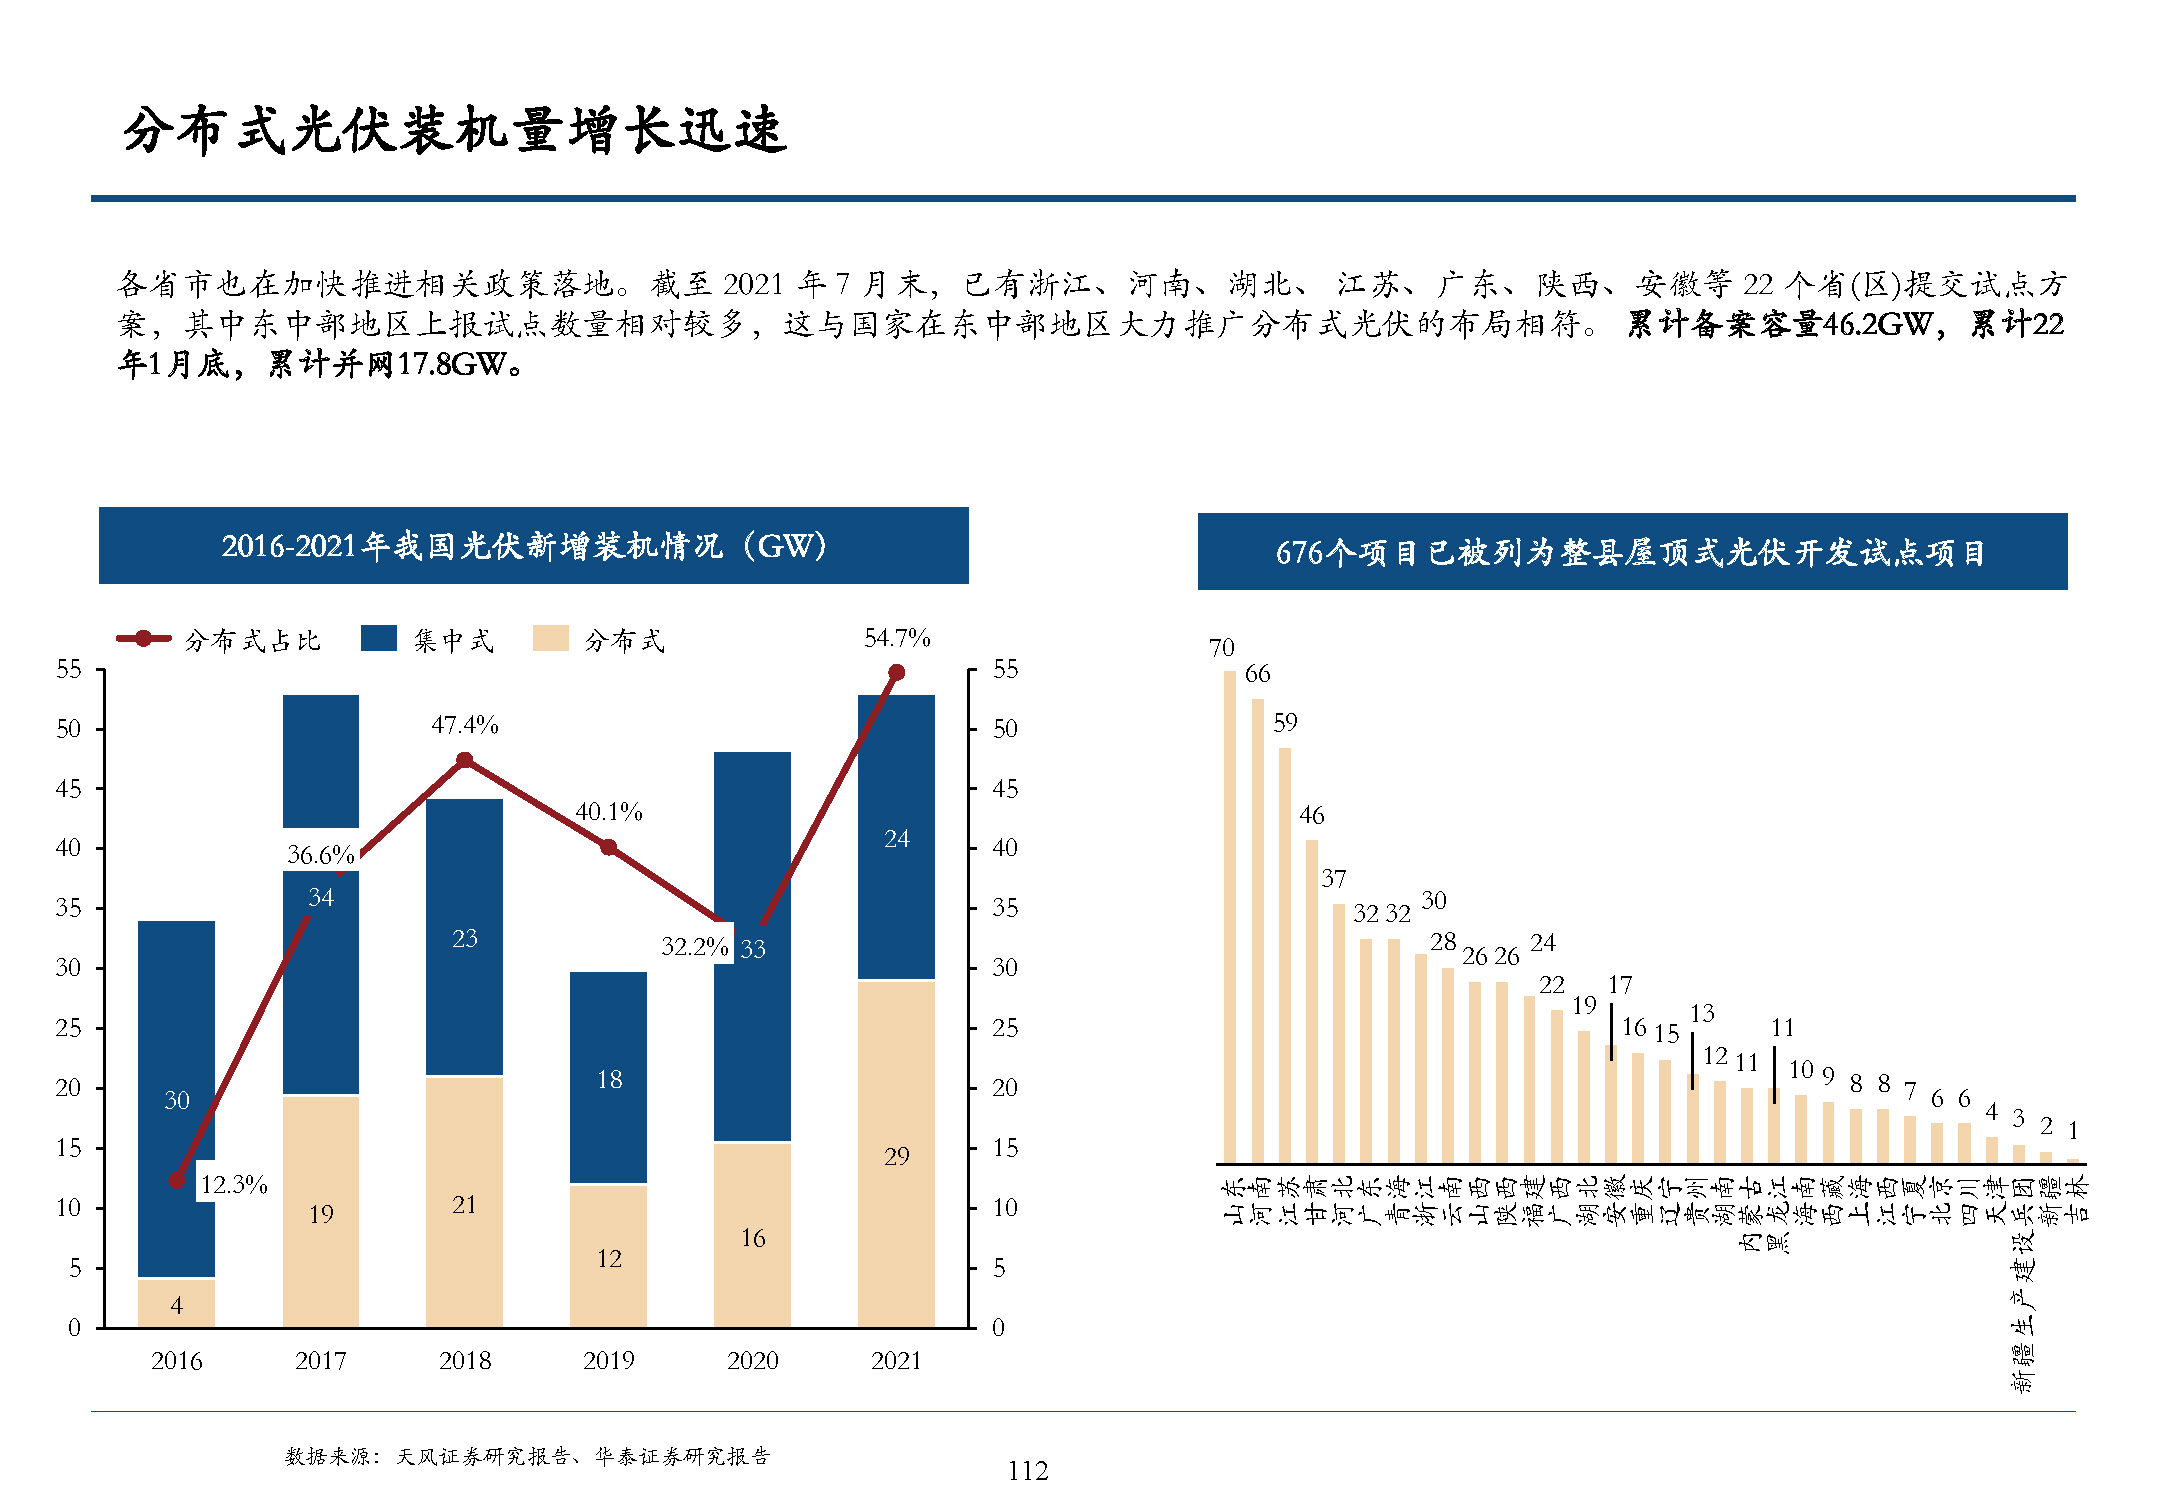 分布式光伏装机量增长迅速
各省市也在加快推进相关政策落地。截至 2021 年 7 月末，已有浙江、河南、湖北、 江苏、广东、陕西、安徽等 22 个省(区)提交试点方
案，其中东中部地区上报试点数量相对较多，这与国家在东中部地区大力推广分布式光伏的布局相符。 累计备案容量46.2GW，累计22
年1月底，累计并网17.8GW。
2016-2021年我国光伏新增装机情况（GW）
分布式占比 集中式 分布式
55 50 45 40 35 30 25 20 15 10 5 0
55 50 45 40 35 30 25 20 15 10 5 0
12.3% 36.6% 47.4% 40.1% 32.2% 54.7%
30 34 23 18 33 24
4 19 21 12 16 29
2016 2017 2018 2019 2020 2021
676个项目已被列为整县屋顶式光伏开发试点项目
70 66 59 46 37 32 32 30 28 26 26 24 22 19 17 16 15 13 12 11 11 10 9 8 8 7 6 6 4 3 2 1
山东
河南
江苏
甘肃
河北
广东
青海
浙江
云南
山西
陕西
福建
广西
湖北
安徽
重庆
辽宁
贵州
湖南
内蒙古
黑龙江
海南
西藏
上海
江西
宁夏
北京
四川
天津
新疆生产建设兵团
新疆
吉林
数据来源：天风证券研究报告、华泰证券研究报告
112